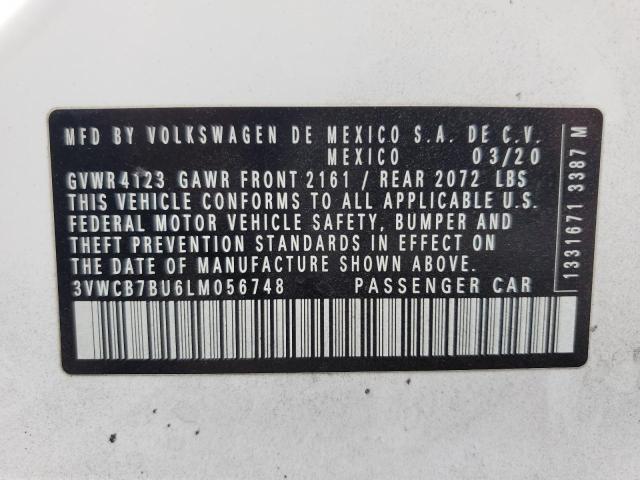 MFD BY VOLKSWAGEN DE MEXICO S.A. DE C.V.
MEXICO 03/20
GVWR 4123 GAWR FRONT 2161 / REAR 2072 LBS
THIS VEHICLE CONFORMS TO ALL APPLICABLE U.S.
FEDERAL MOTOR VEHICLE SAFETY, BUMPER AND
THEFT PREVENTION STANDARDS IN EFFECT ON
THE DATE OF MANUFACTURE SHOWN ABOVE.
3VWCB7BU6LM056748 PASSENGER CAR
1331671 3387 M